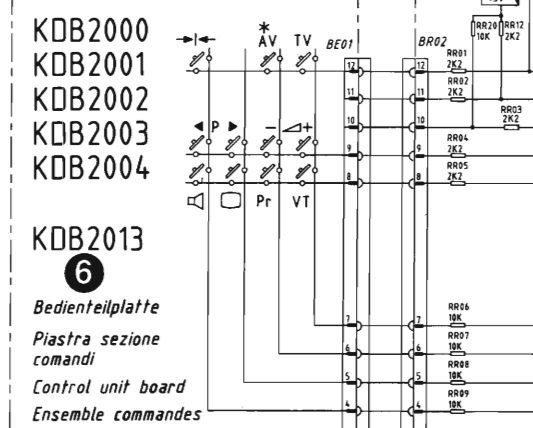 KDB2000
KDB2001
KDB2002
KDB2003
KDB2004
KDB2013
6
Bedienteilplatte
Piastra sezione
comandi
Control unit board
Ensemble commandes
*
AV TV
P
- +
Pr VT
BE01
BR02
12 12
11 11
10 10
9 9
8 8
7 7
6 6
5 5
4 4
RR20 RR12
10K 2K2
RR01
2K2
RR02
2K2
RR03
2K2
RR04
2K2
RR05
2K2
RR06
10K
RR07
10K
RR08
10K
RR09
10K